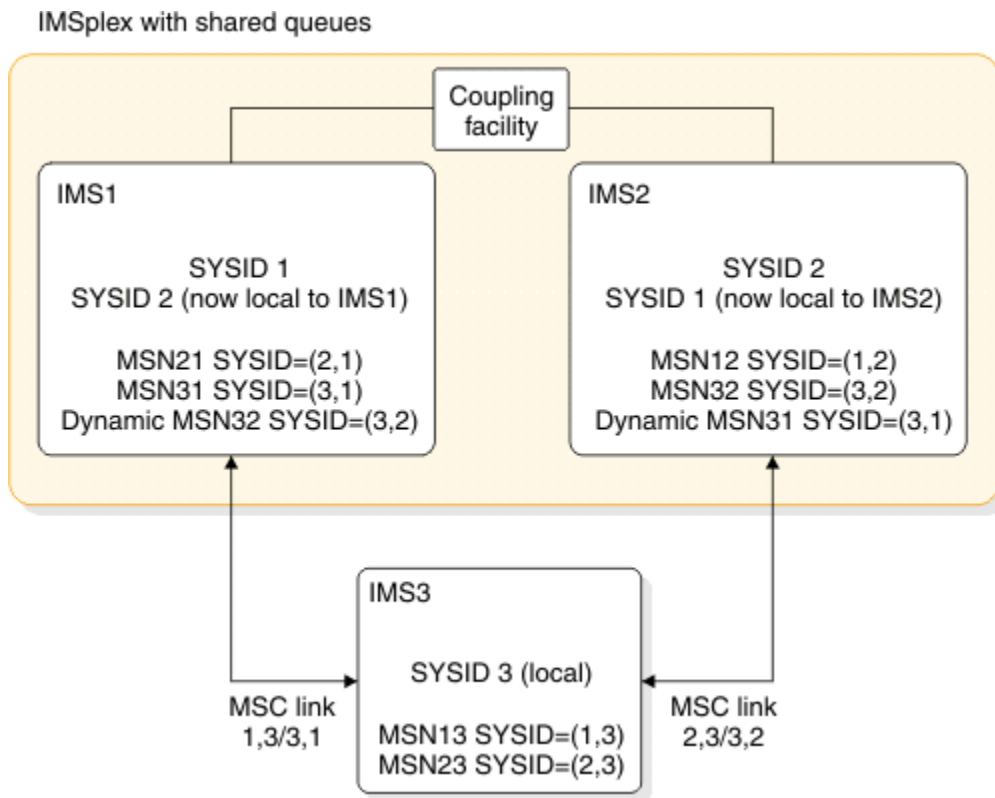 IMSplex with shared queues
Coupling
facility
IMS1
SYSID 1
SYSID 2 (now local to IMS1)
MSN21 SYSID=(2,1)
MSN31 SYSID=(3,1)
Dynamic MSN32 SYSID=(3,2)
IMS2
SYSID 2
SYSID 1 (now local to IMS2)
MSN12 SYSID=(1,2)
MSN32 SYSID=(3,2)
Dynamic MSN31 SYSID=(3,1)
IMS3
SYSID 3 (local)
MSN13 SYSID=(1,3)
MSN23 SYSID=(2,3)
MSC link
1,3/3,1
MSC link
2,3/3,2